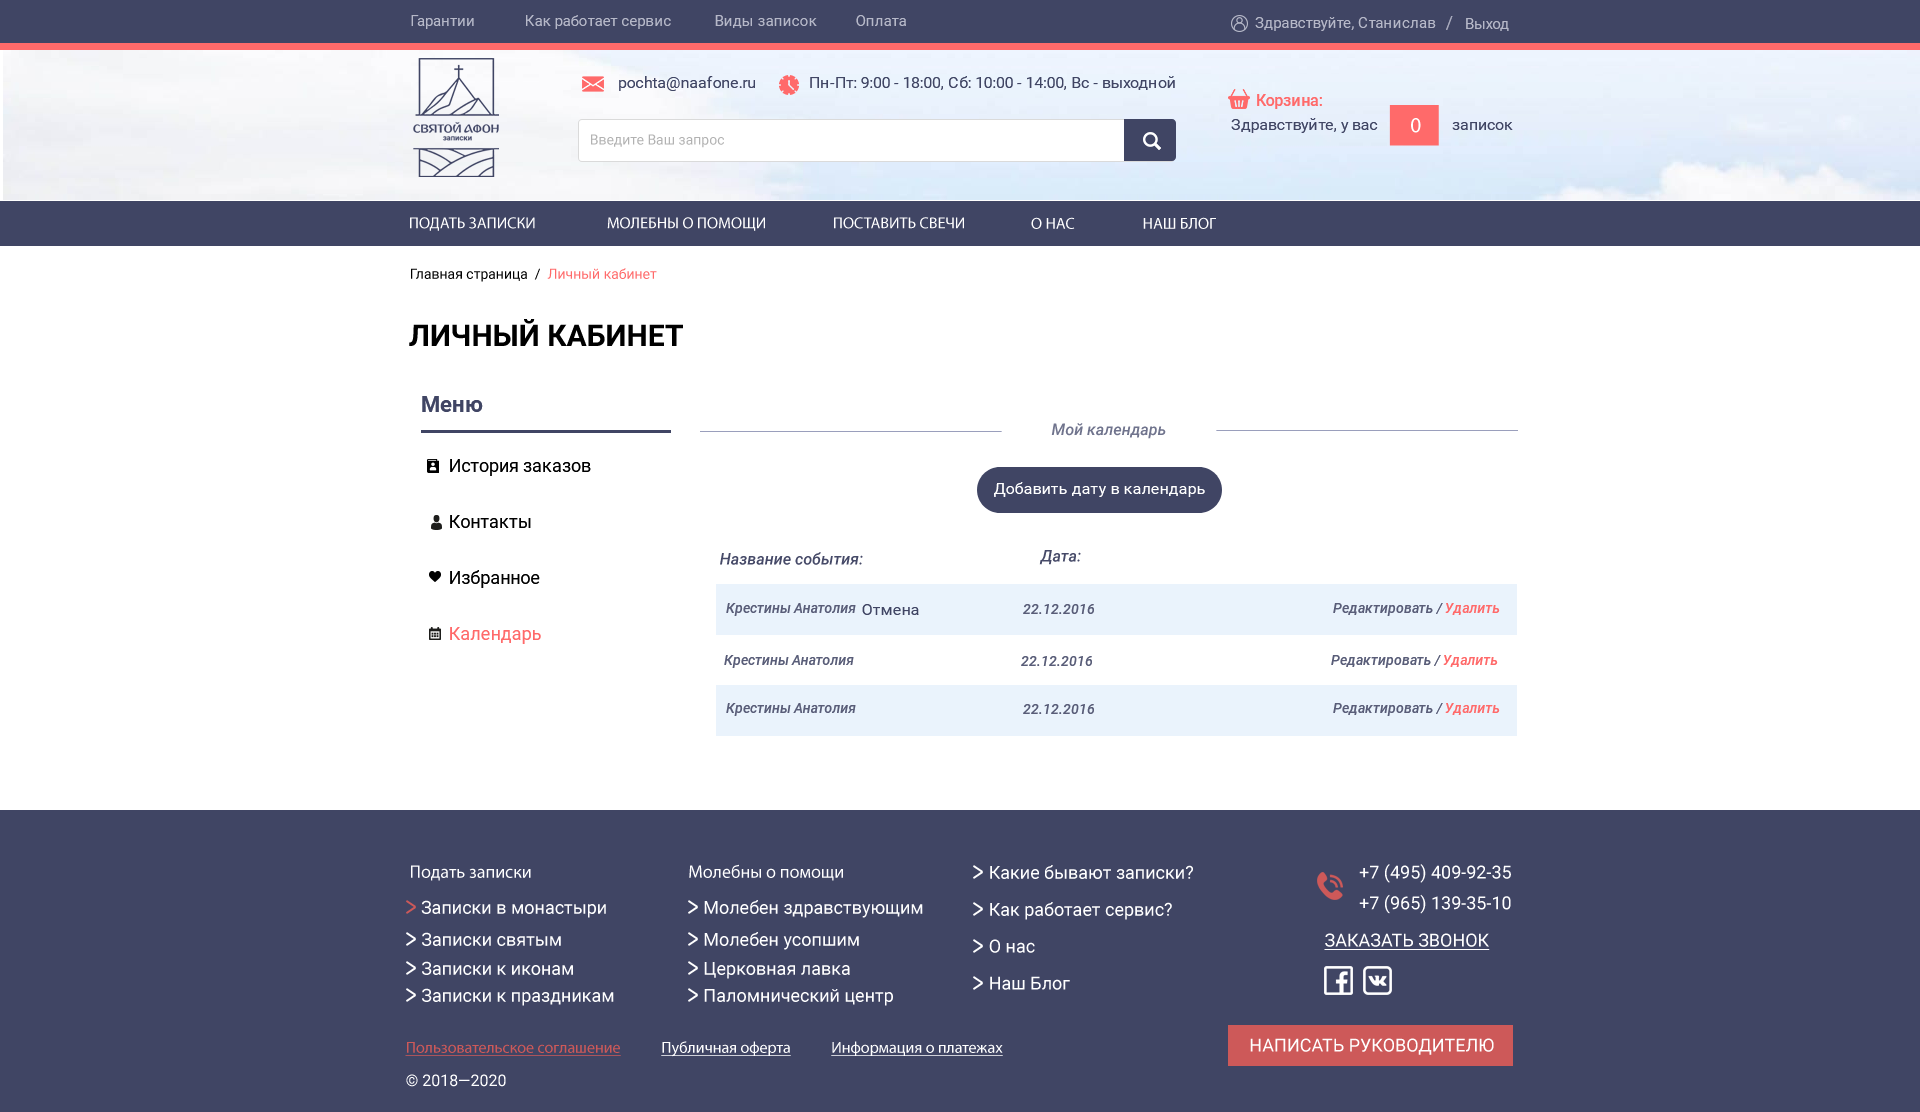 Гарантии Как работает сервис Виды записок Оплата Здравствуйте, Станислав / Выход
СВЯТОЙ АФОН
записки
pochta@naafone.ru Пн-Пт: 9:00 - 18:00, Сб: 10:00 - 14:00, Вс - выходной
Введите Ваш запрос
Корзина:
Здравствуйте, у вас 0 записок
ПОДАТЬ ЗАПИСКИ МОЛЕБНЫ О ПОМОЩИ ПОСТАВИТЬ СВЕЧИ О НАС НАШ БЛОГ
Главная страница / Личный кабинет
ЛИЧНЫЙ КАБИНЕТ
Меню
История заказов
Контакты
Избранное
Календарь
Мой календарь
Добавить дату в календарь
Название события: Дата:
Крестины Анатолия Отмена 22.12.2016 Редактировать / Удалить
Крестины Анатолия 22.12.2016 Редактировать / Удалить
Крестины Анатолия 22.12.2016 Редактировать / Удалить
Подать записки
> Записки в монастыри
> Записки святым
> Записки к иконам
> Записки к праздникам
Молебны о помощи
> Молебен здравствующим
> Молебен усопшим
> Церковная лавка
> Паломнический центр
> Какие бывают записки?
> Как работает сервис?
> О нас
> Наш Блог
+7 (495) 409-92-35
+7 (965) 139-35-10
ЗАКАЗАТЬ ЗВОНОК
НАПИСАТЬ РУКОВОДИТЕЛЮ
Пользовательское соглашение Публичная оферта Информация о платежах
© 2018—2020